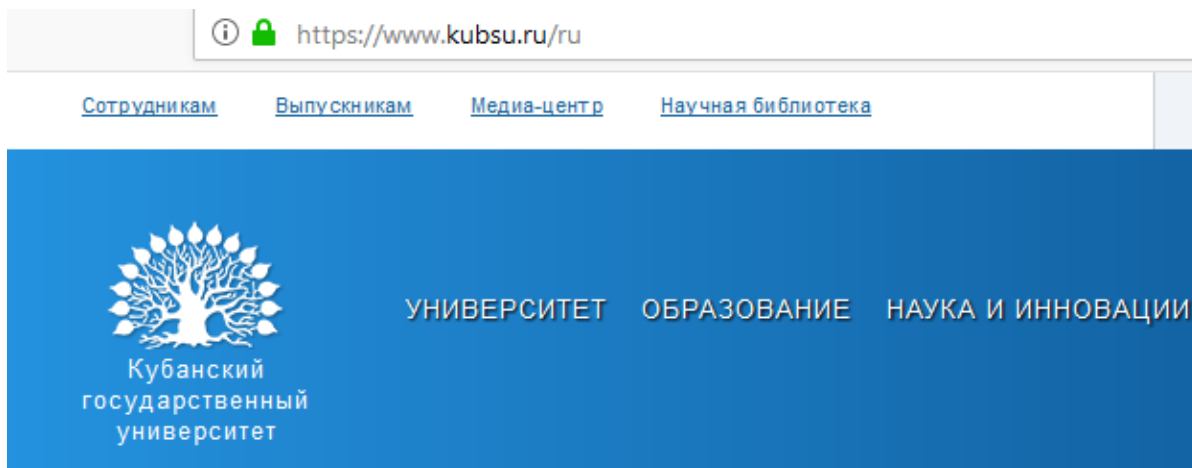 https://www.kubsu.ru/ru
Сотрудникам Выпускникам Медиа-центр Научная библиотека
УНИВЕРСИТЕТ ОБРАЗОВАНИЕ НАУКА И ИННОВАЦИИ
Кубанский
государственный
университет